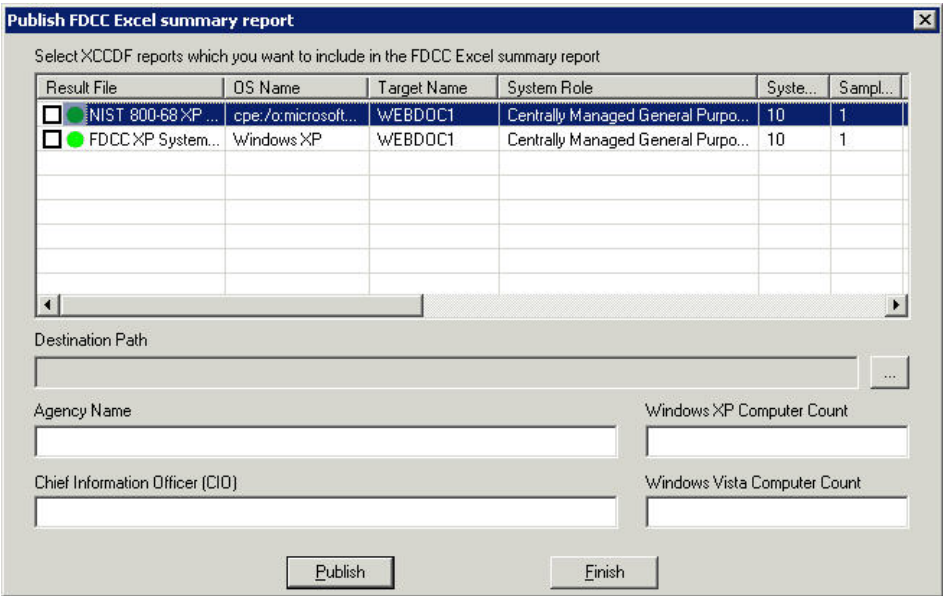 Publish FDCC Excel summary report
Select XCCDF reports which you want to include in the FDCC Excel summary report
Result File OS Name Target Name System Role Syste... Sampl...
NIST 800-68 XP ... cpe:/o:microsoft... WEBDOC1 Centrally Managed General Purpo... 10 1
FDCC XP System... Windows XP WEBDOC1 Centrally Managed General Purpo... 10 1
Destination Path
...
Agency Name Windows XP Computer Count
Chief Information Officer (CIO) Windows Vista Computer Count
Publish Finish